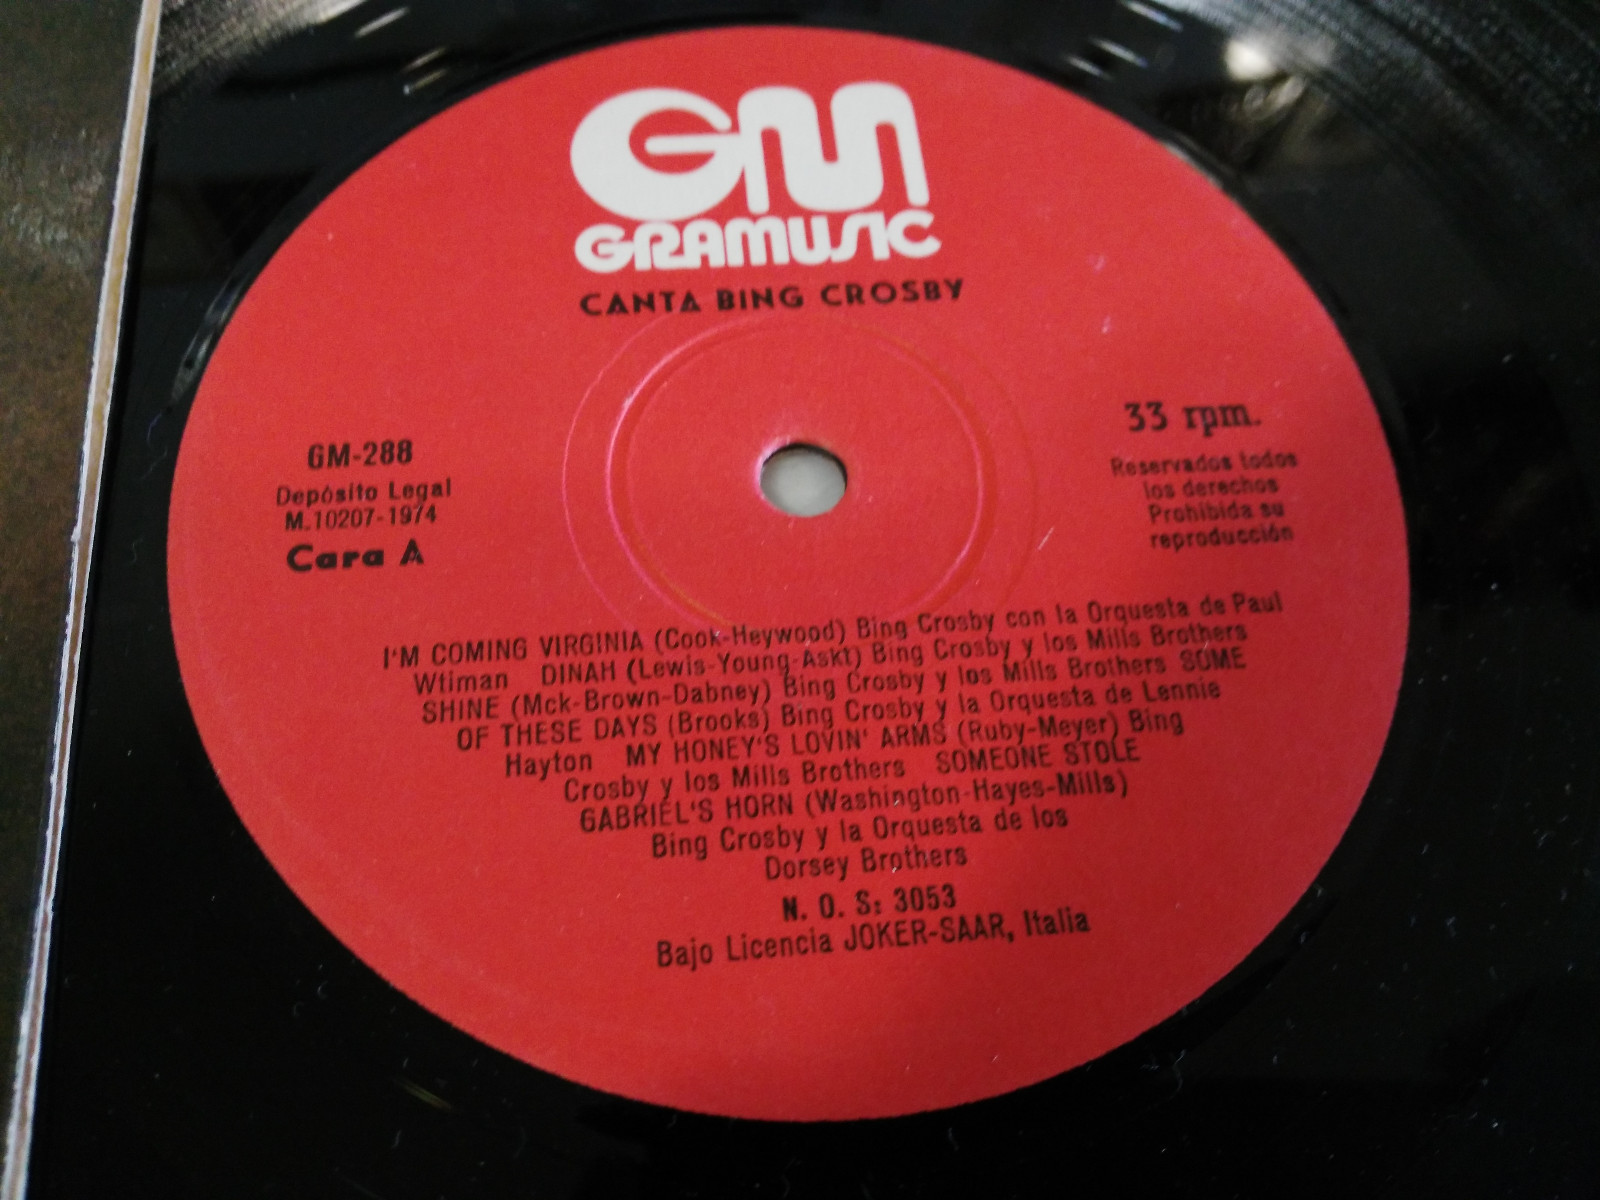 GM
GRAMUSIC
CANTA BING CROSBY
GM-288
Depósito Legal
M.10207-1974
Cara A
33 rpm.
Reservados todos
los derechos
Prohibida su
reproducción
I'M COMING VIRGINIA (Cook-Heywood) Bing Crosby con la Orquesta de Paul
Wtiman DINAH (Lewis-Young-Askt) Bing Crosby y los Mills Brothers
SHINE (Mck-Brown-Dabney) Bing Crosby y los Mills Brothers SOME
OF THESE DAYS (Brooks) Bing Crosby y la Orquesta de Lennie
Hayton MY HONEY'S LOVIN' ARMS (Ruby-Meyer) Bing
Crosby y los Mills Brothers SOMEONE STOLE
GABRIEL'S HORN (Washington-Hayes-Mills)
Bing Crosby y la Orquesta de los
Dorsey Brothers
N. O. S: 3053
Bajo Licencia JOKER-SAAR, Italia